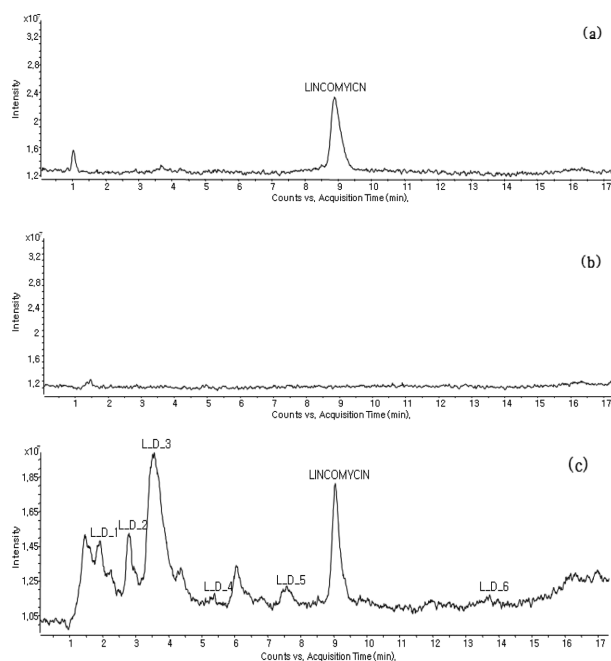 x10⁷
(a)
3,2
2,8
2,4
2
1,6
1,2
Intensity
LINCOMYICN
1 2 3 4 5 6 7 8 9 10 11 12 13 14 15 16 17
Counts vs, Acquisition Time (min),
x10⁷
(b)
3,2
2,8
2,4
2
1,6
1,2
Intensity
1 2 3 4 5 6 7 8 9 10 11 12 13 14 15 16 17
Counts vs, Acquisition Time (min),
x10⁷
(c)
1,85
1,65
1,45
1,25
1,05
Intensity
L_D_1
L_D_2
L_D_3
L_D_4
L_D_5
LINCOMYCIN
L_D_6
1 2 3 4 5 6 7 8 9 10 11 12 13 14 15 16 17
Counts vs, Acquisition Time (min),